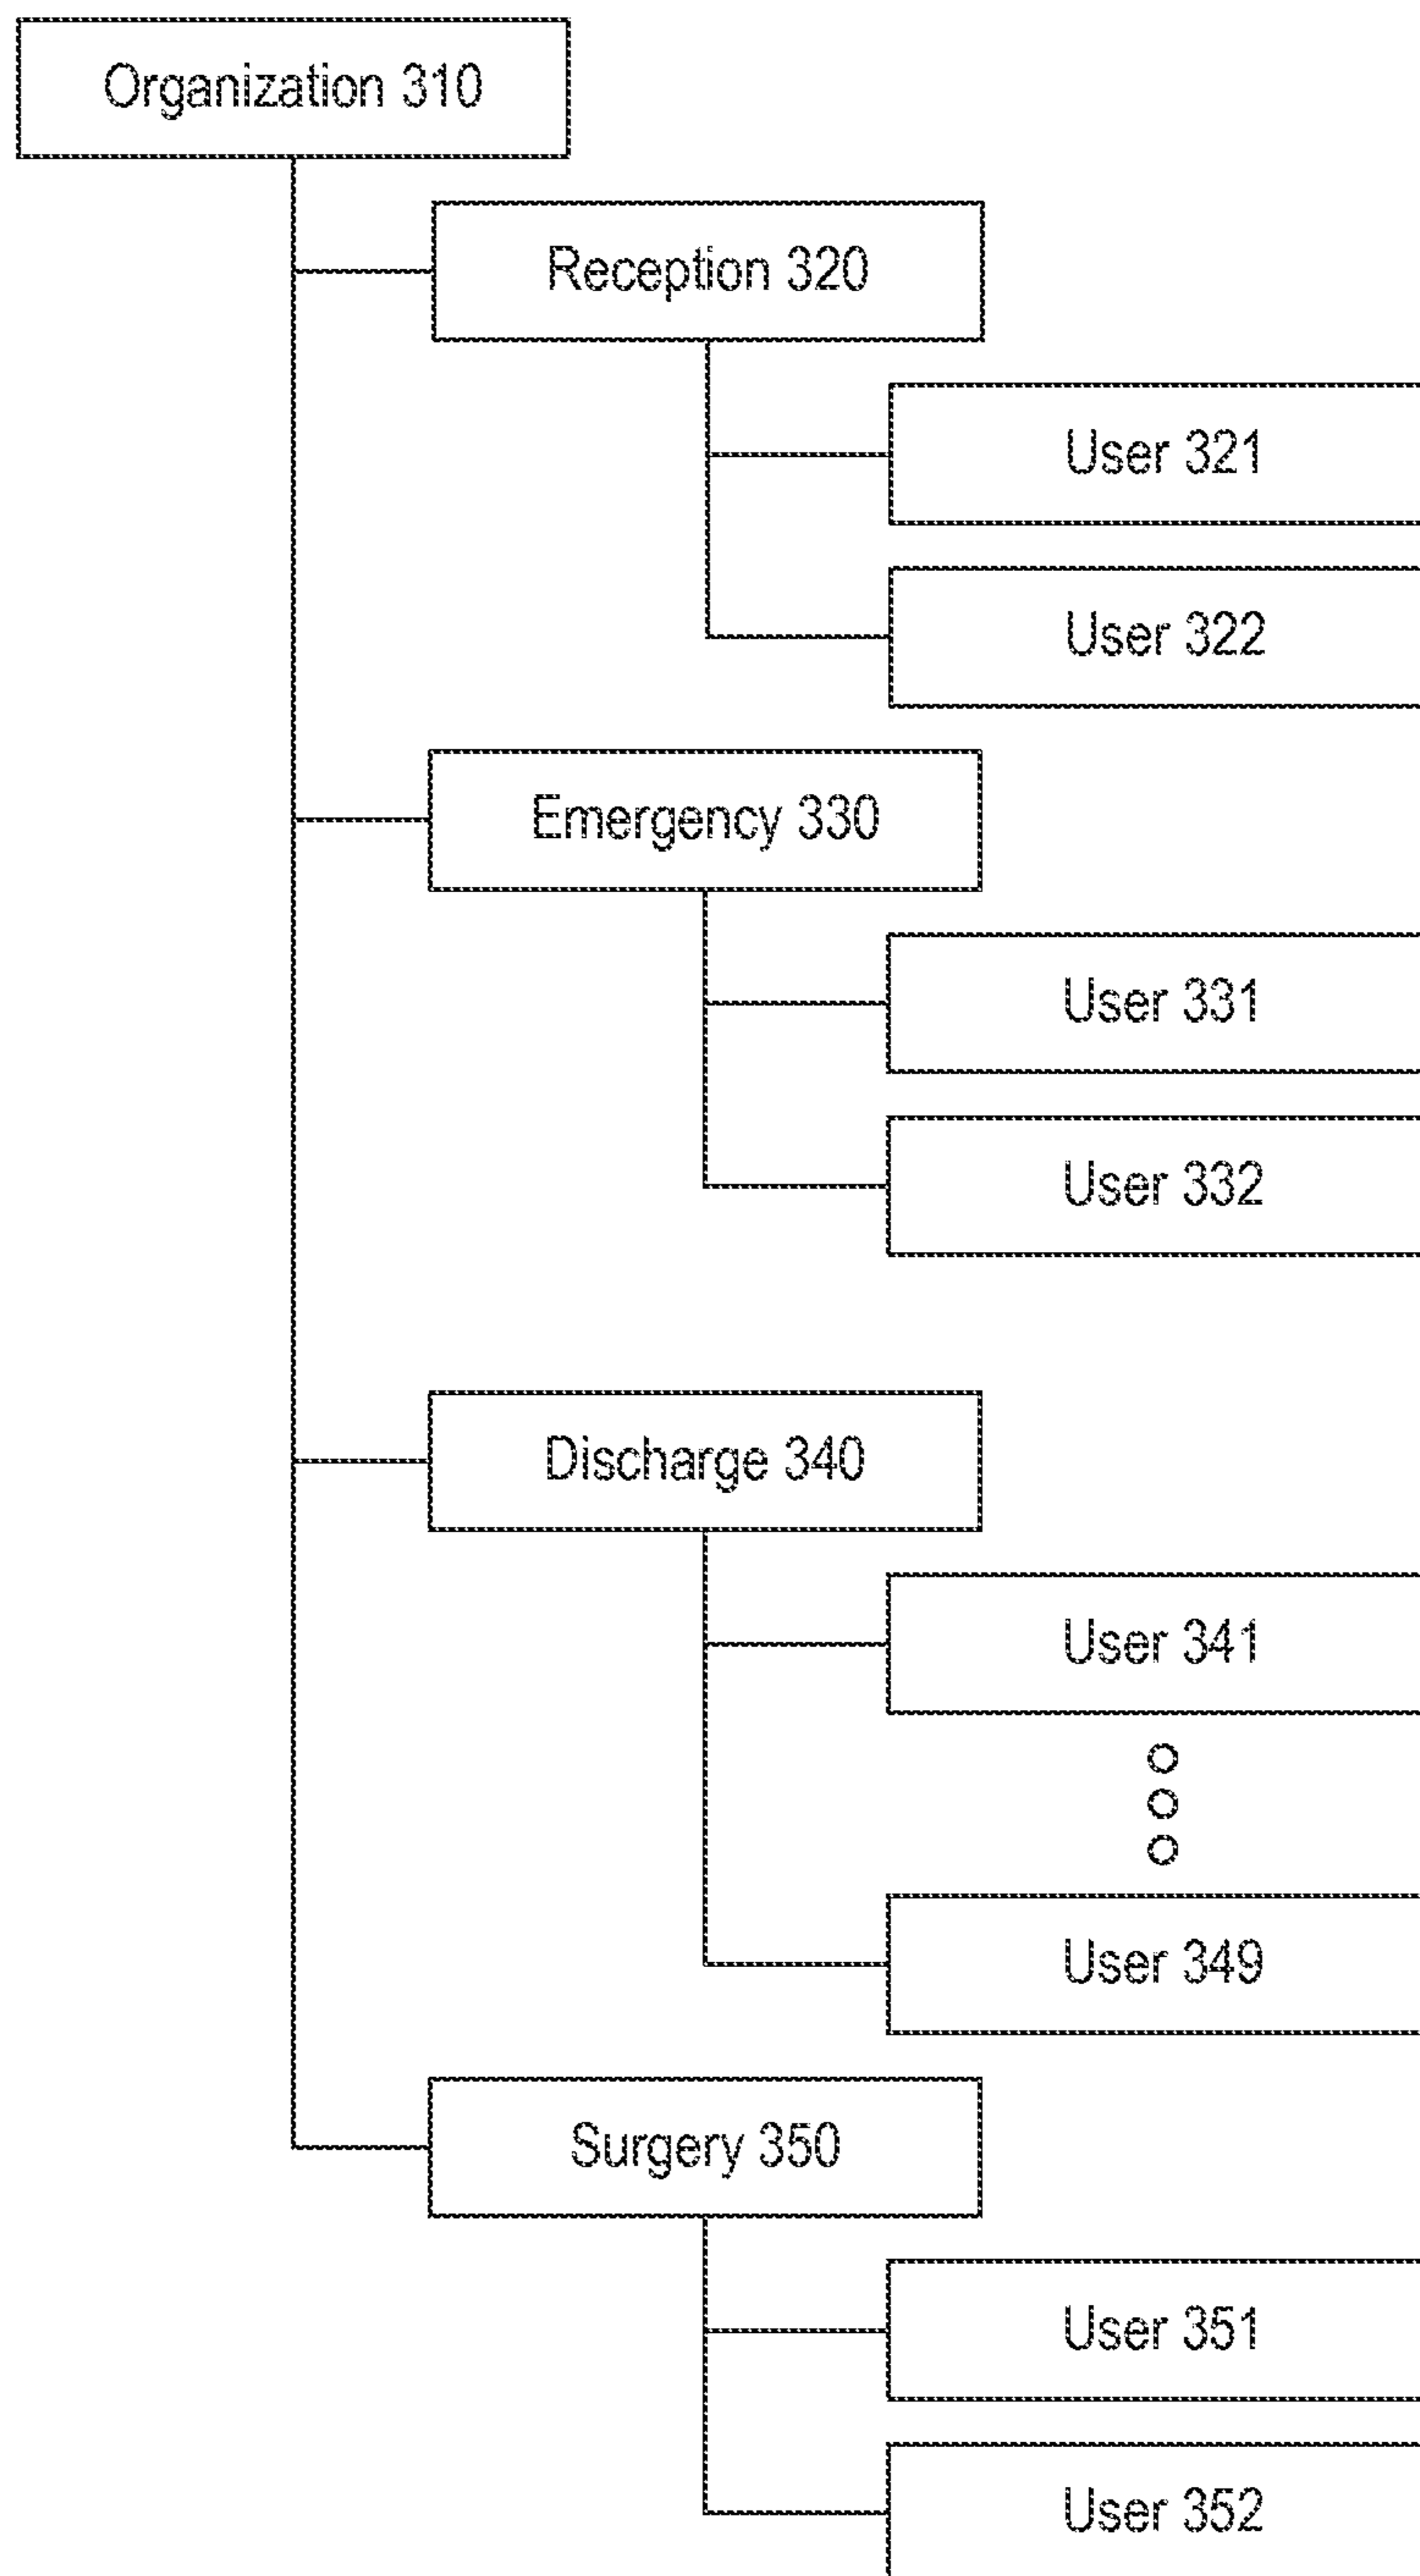 Organization 310
Reception 320
User 321
User 322
Emergency 330
User 331
User 332
Discharge 340
User 341
User 349
Surgery 350
User 351
User 352